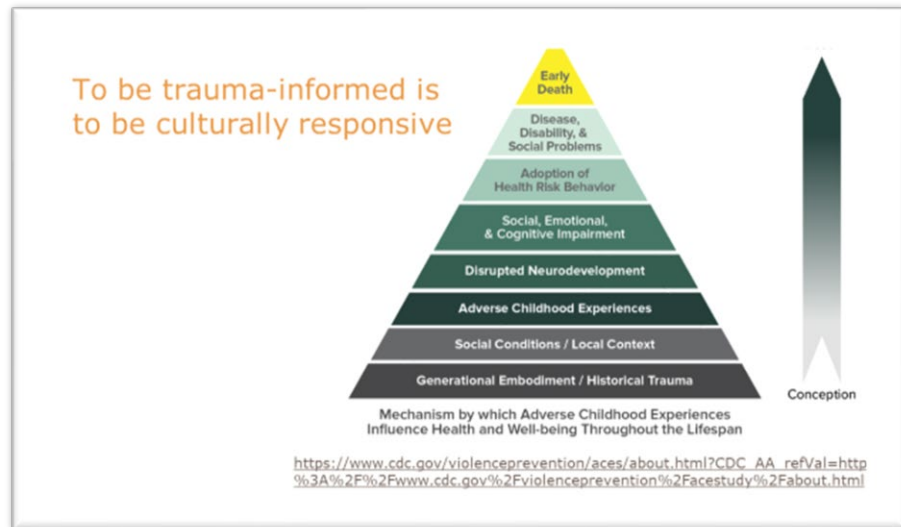 To be trauma-informed is
to be culturally responsive
Early
Death
Disease,
Disability, &
Social Problems
Adoption of
Health Risk Behavior
Social, Emotional,
& Cognitive Impairment
Disrupted Neurodevelopment
Adverse Childhood Experiences
Social Conditions / Local Context
Generational Embodiment / Historical Trauma
Conception
Mechanism by which Adverse Childhood Experiences
Influence Health and Well-being Throughout the Lifespan
https://www.cdc.gov/violenceprevention/aces/about.html?CDC_AA_refVal=http
%3A%2F%2Fwww.cdc.gov%2Fviolenceprevention%2Facestudy%2Fabout.html